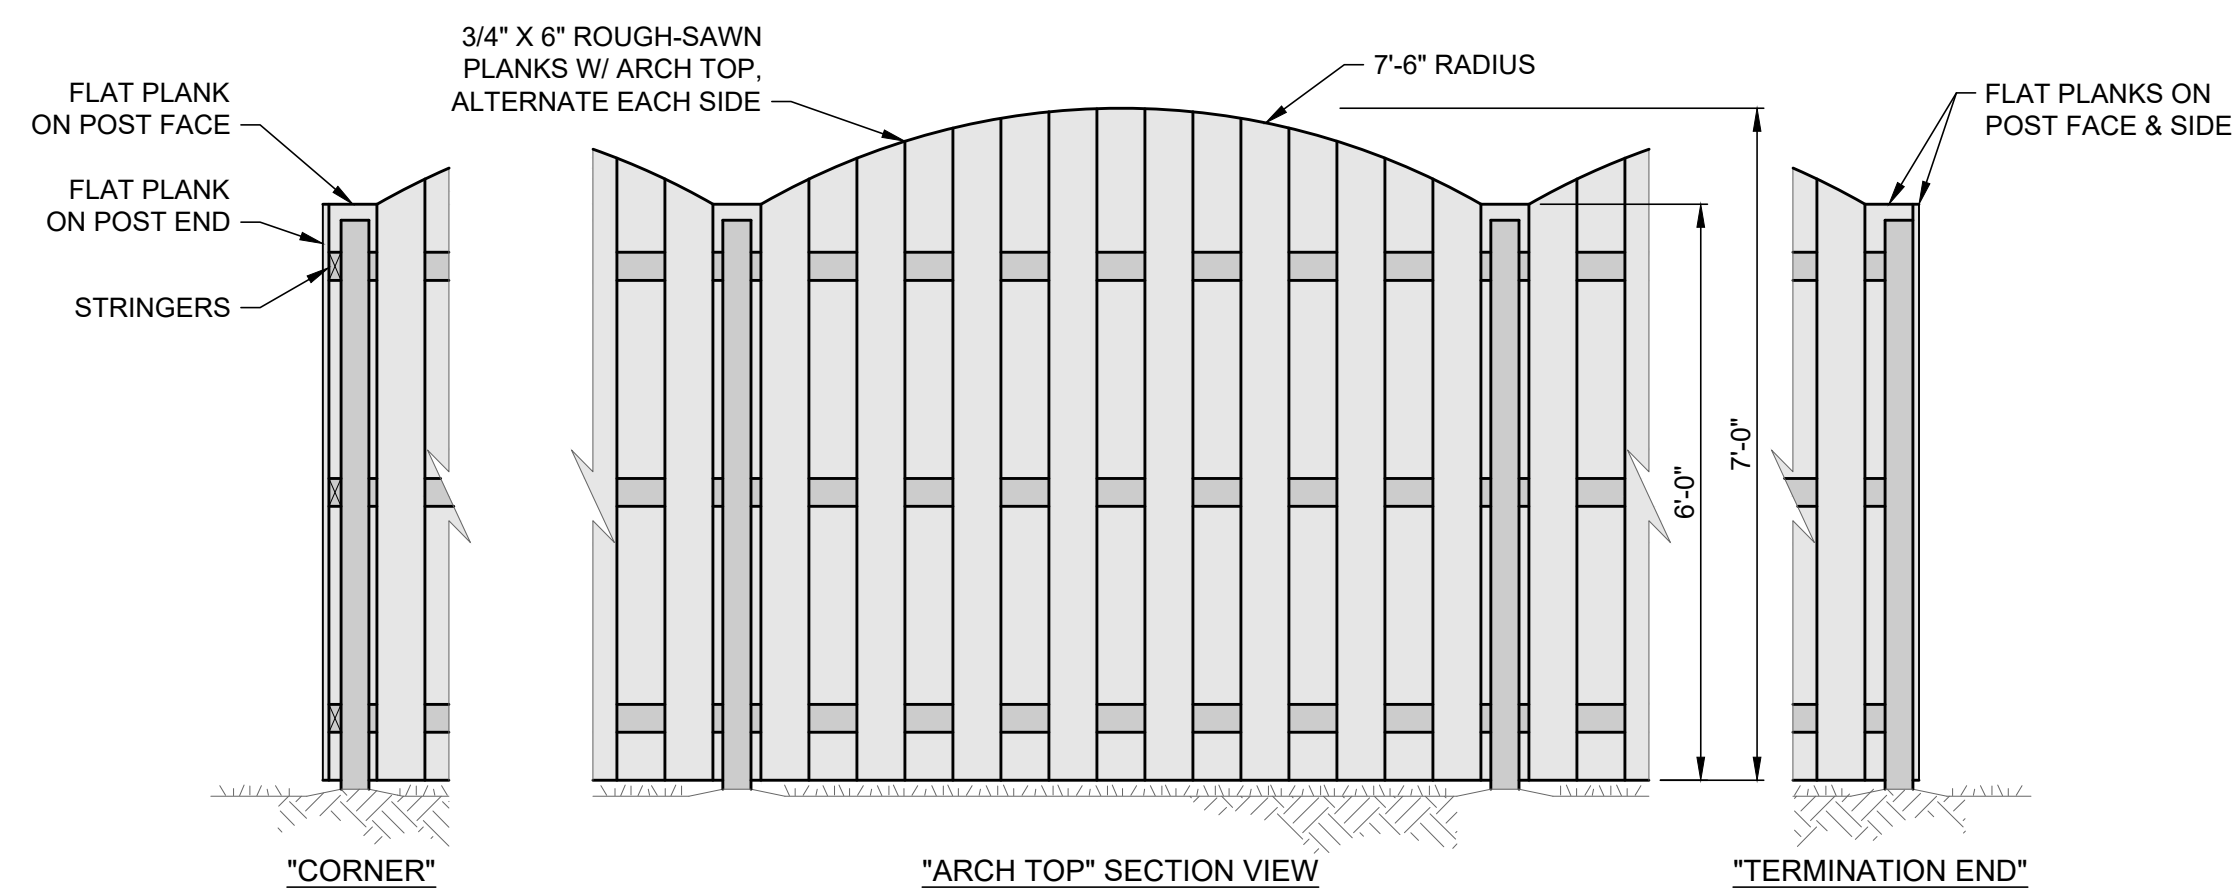 3/4" X 6" ROUGH-SAWN
PLANKS W/ ARCH TOP,
ALTERNATE EACH SIDE
7'-6" RADIUS
FLAT PLANK
ON POST FACE
FLAT PLANK
ON POST END
STRINGERS
FLAT PLANKS ON
POST FACE & SIDE
6'-0"
7'-0"
"CORNER"
"ARCH TOP" SECTION VIEW
"TERMINATION END"